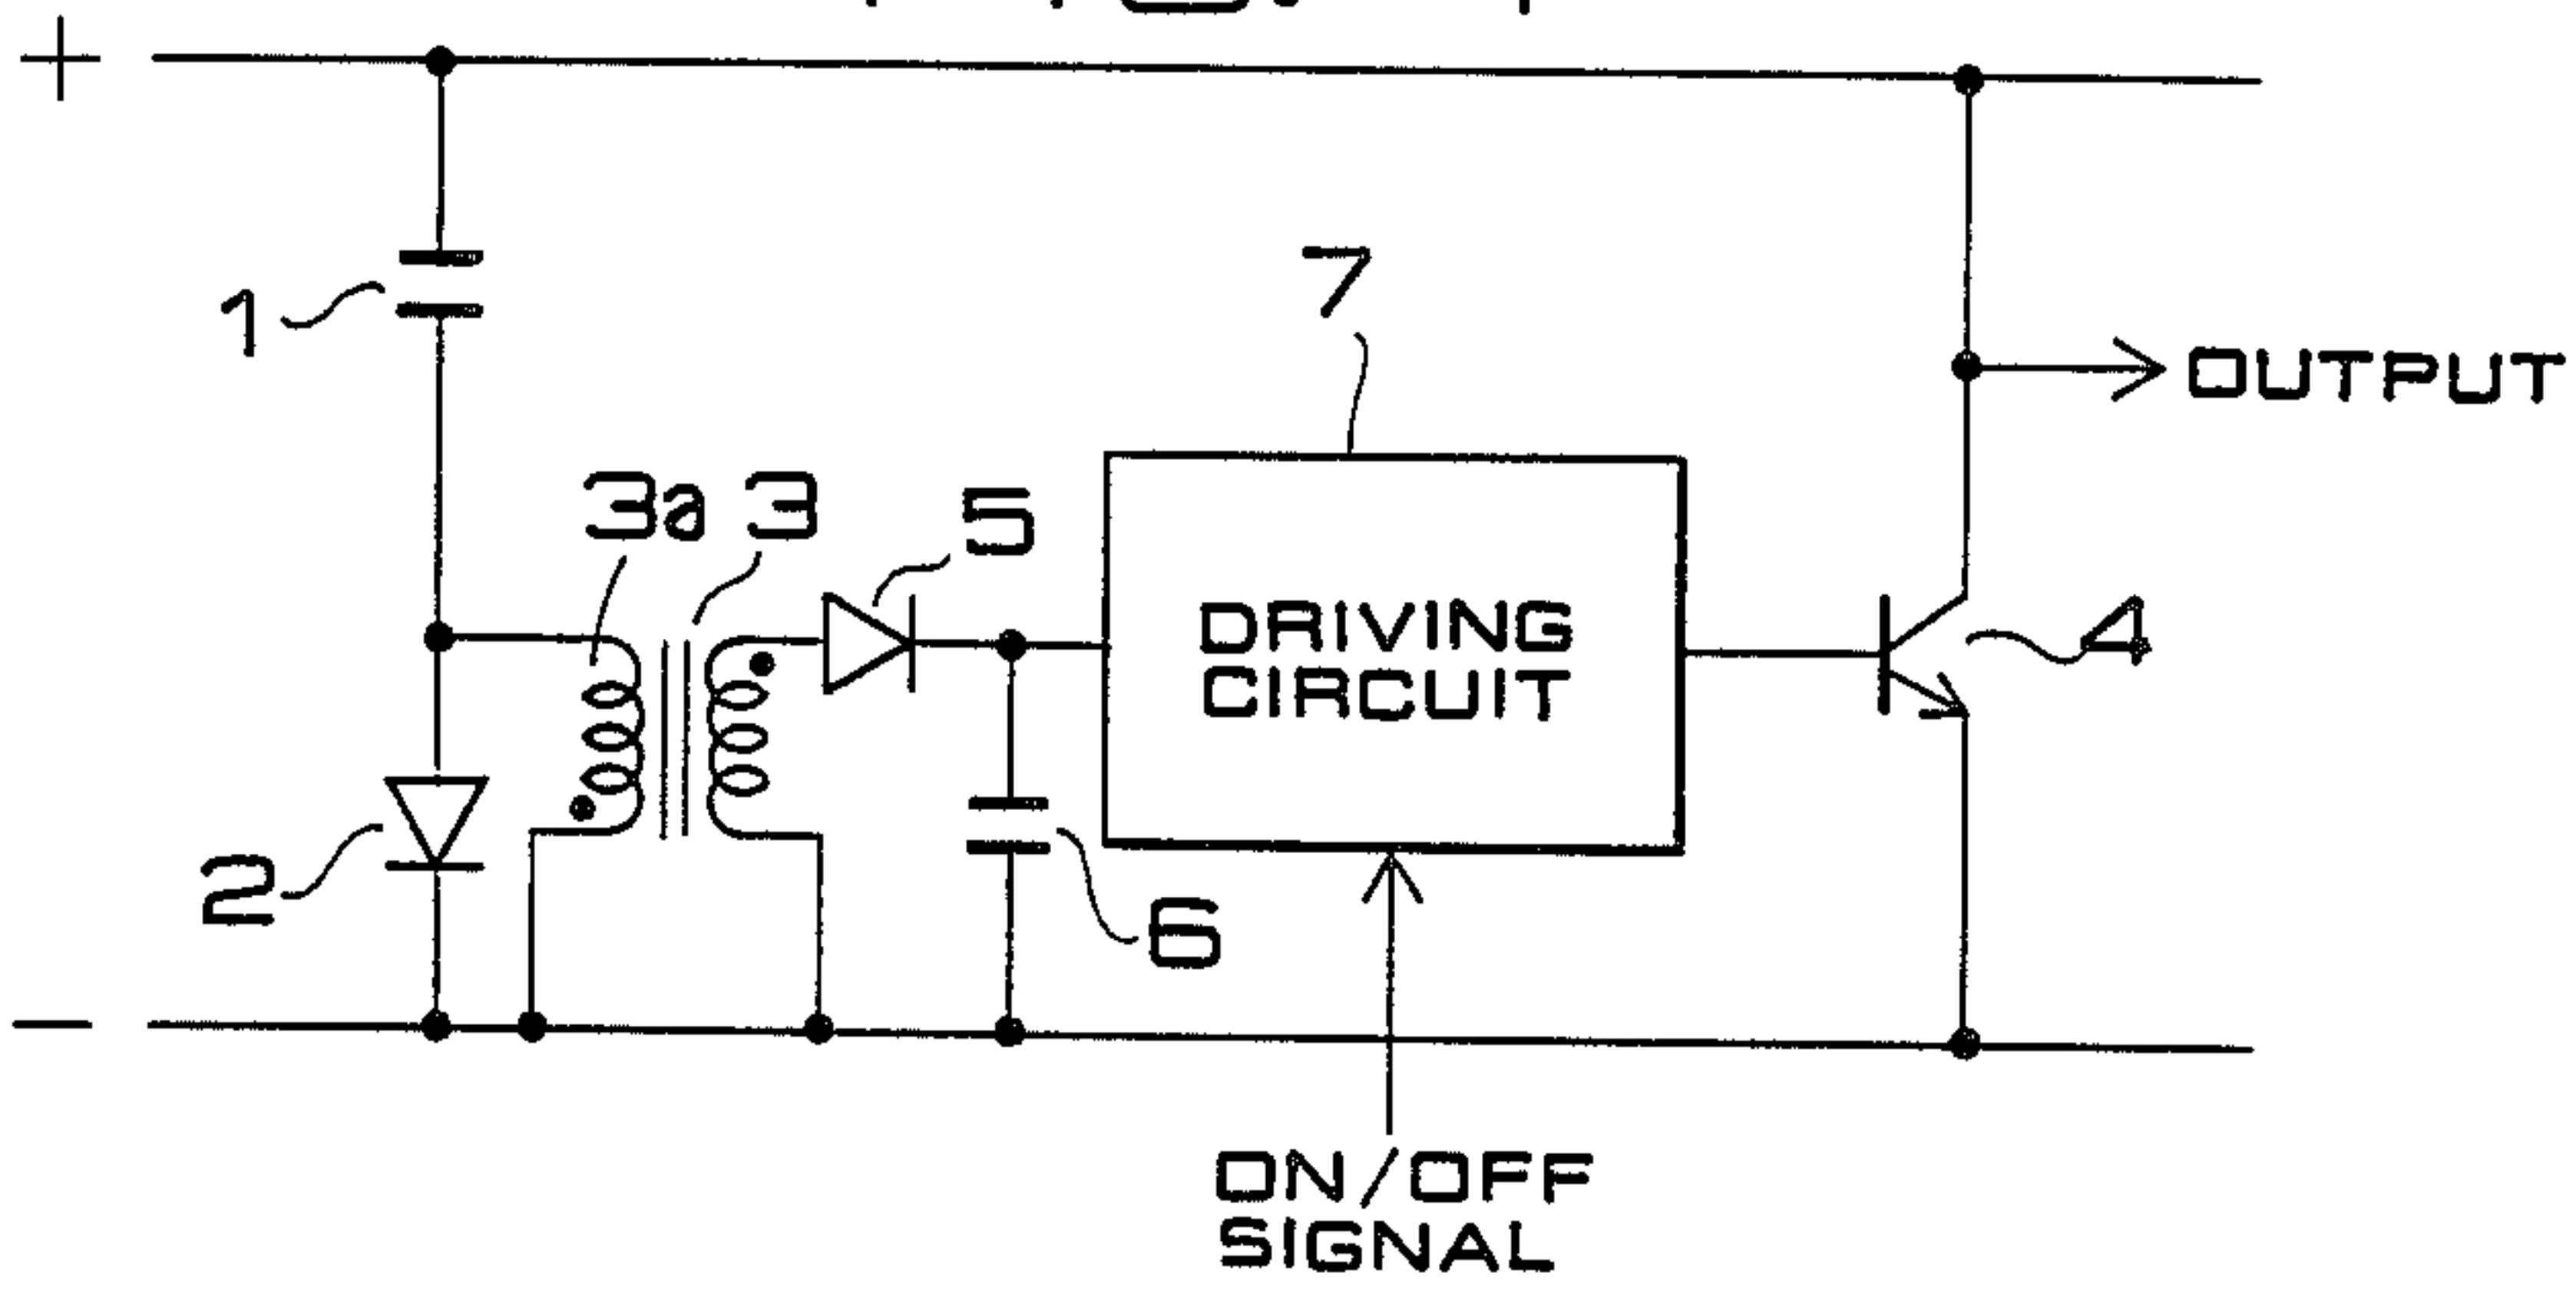 +
1
7
OUTPUT
3a
3
5
DRIVING
CIRCUIT
4
2
6
−
ON/OFF
SIGNAL